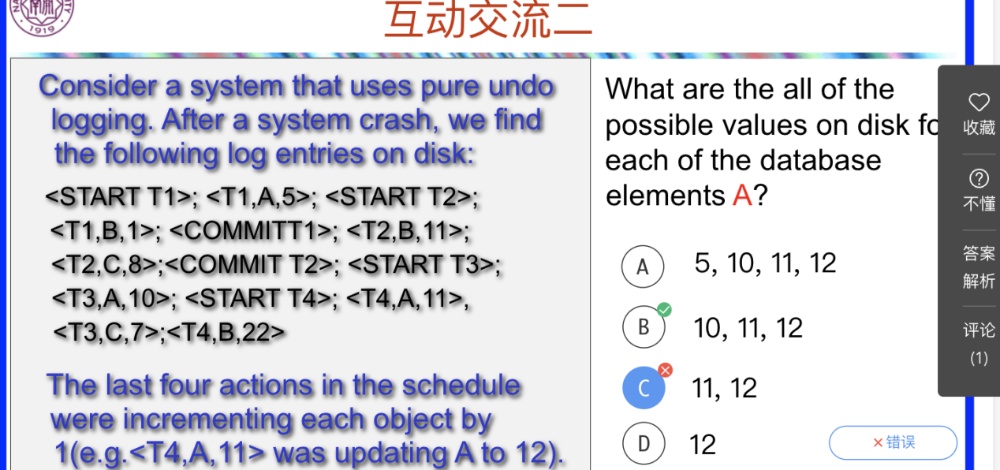 1919
互动交流二
Consider a system that uses pure undo
logging. After a system crash, we find
the following log entries on disk:
<START T1>; <T1,A,5>; <START T2>;
<T1,B,1>; <COMMITT1>; <T2,B,11>;
<T2,C,8>;<COMMIT T2>; <START T3>;
<T3,A,10>; <START T4>; <T4,A,11>,
<T3,C,7>;<T4,B,22>
The last four actions in the schedule
were incrementing each object by
1(e.g.<T4,A,11> was updating A to 12).
What are the all of the
possible values on disk fo
each of the database
elements A?
A 5, 10, 11, 12
B 10, 11, 12
C 11, 12
D 12
×错误
收藏
不懂
答案
解析
评论
(1)